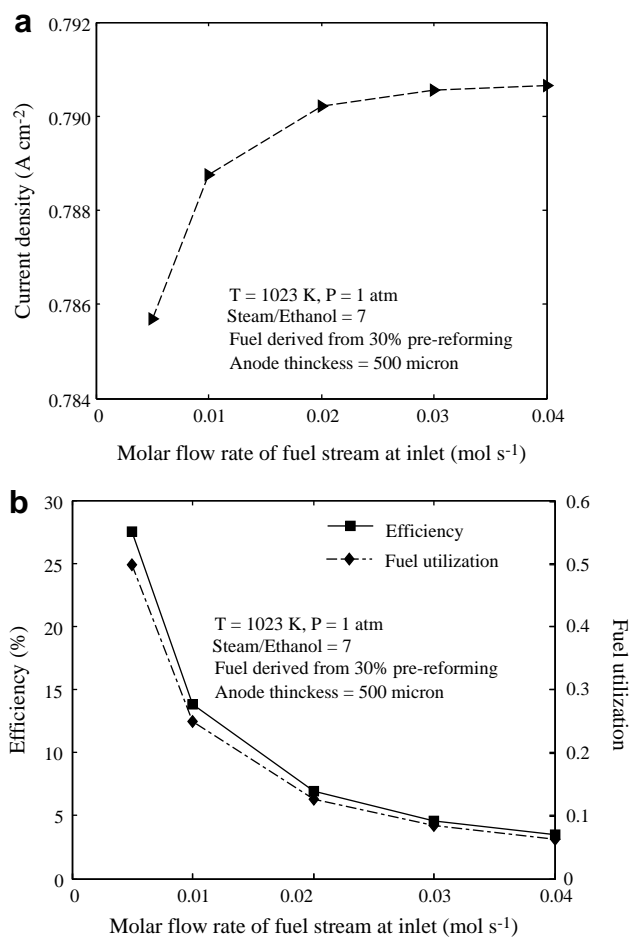 a
0.792
0.790
0.788
0.786
0.784
0
0.01
0.02
0.03
0.04
Current density (A cm-2)
T = 1023 K, P = 1 atm
Steam/Ethanol = 7
Fuel derived from 30% pre-reforming
Anode thinckess = 500 micron
Molar flow rate of fuel stream at inlet (mol s-1)
b
30
25
20
15
10
5
0
0.6
0.5
0.4
0.3
0.2
0.1
0
0
0.01
0.02
0.03
0.04
Efficiency (%)
Fuel utilization
Efficiency
Fuel utilization
T = 1023 K, P = 1 atm
Steam/Ethanol = 7
Fuel derived from 30% pre-reforming
Anode thinckess = 500 micron
Molar flow rate of fuel stream at inlet (mol s-1)